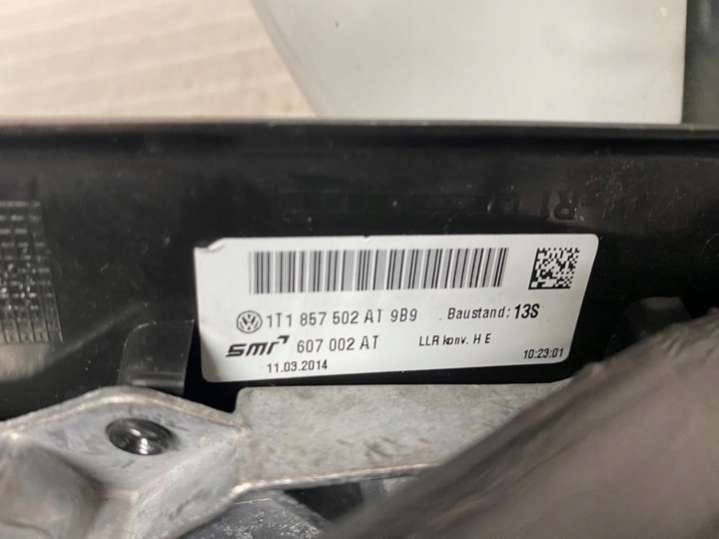 1T1 857 502 AT 9B9 Baustand: 13S
SMR 607 002 AT LLR konv. H E
11.03.2014 10:23:01